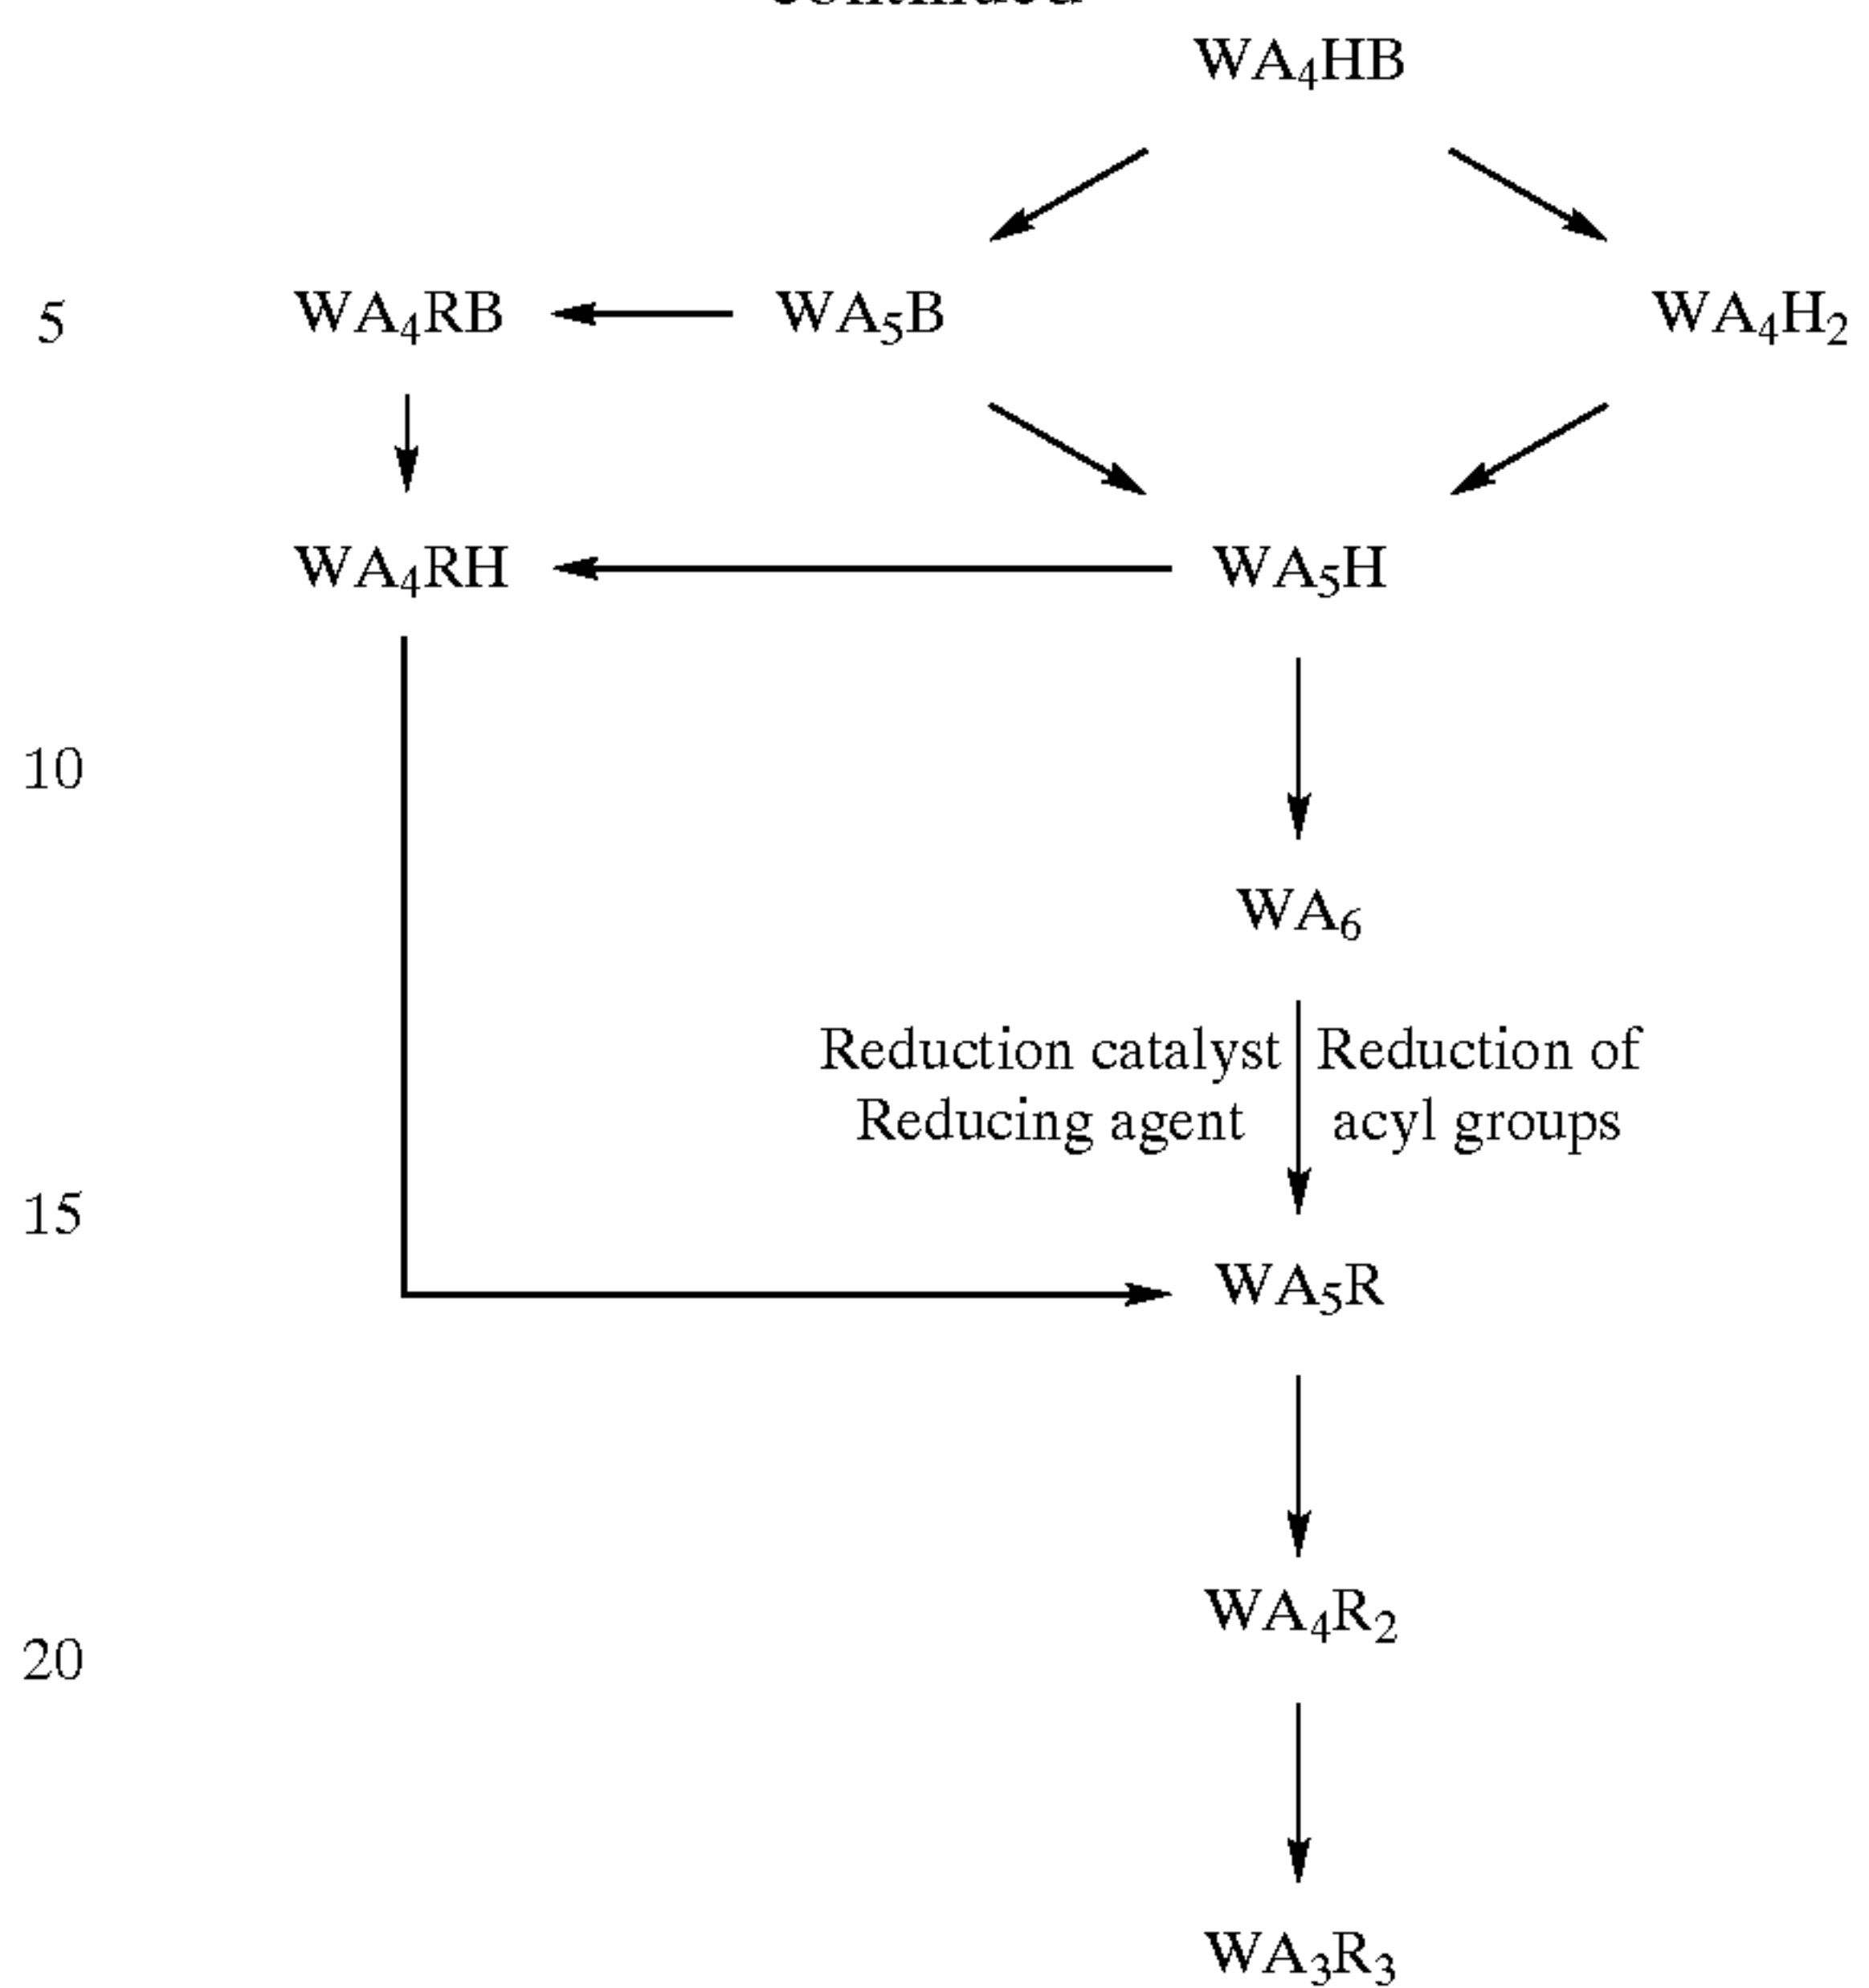 WA₄HB
5 WA₄RB WA₅B WA₄H₂
WA₄RH WA₅H
10
WA₆
Reduction catalyst Reduction of
Reducing agent acyl groups
15
WA₅R
WA₄R₂
20
WA₃R₃